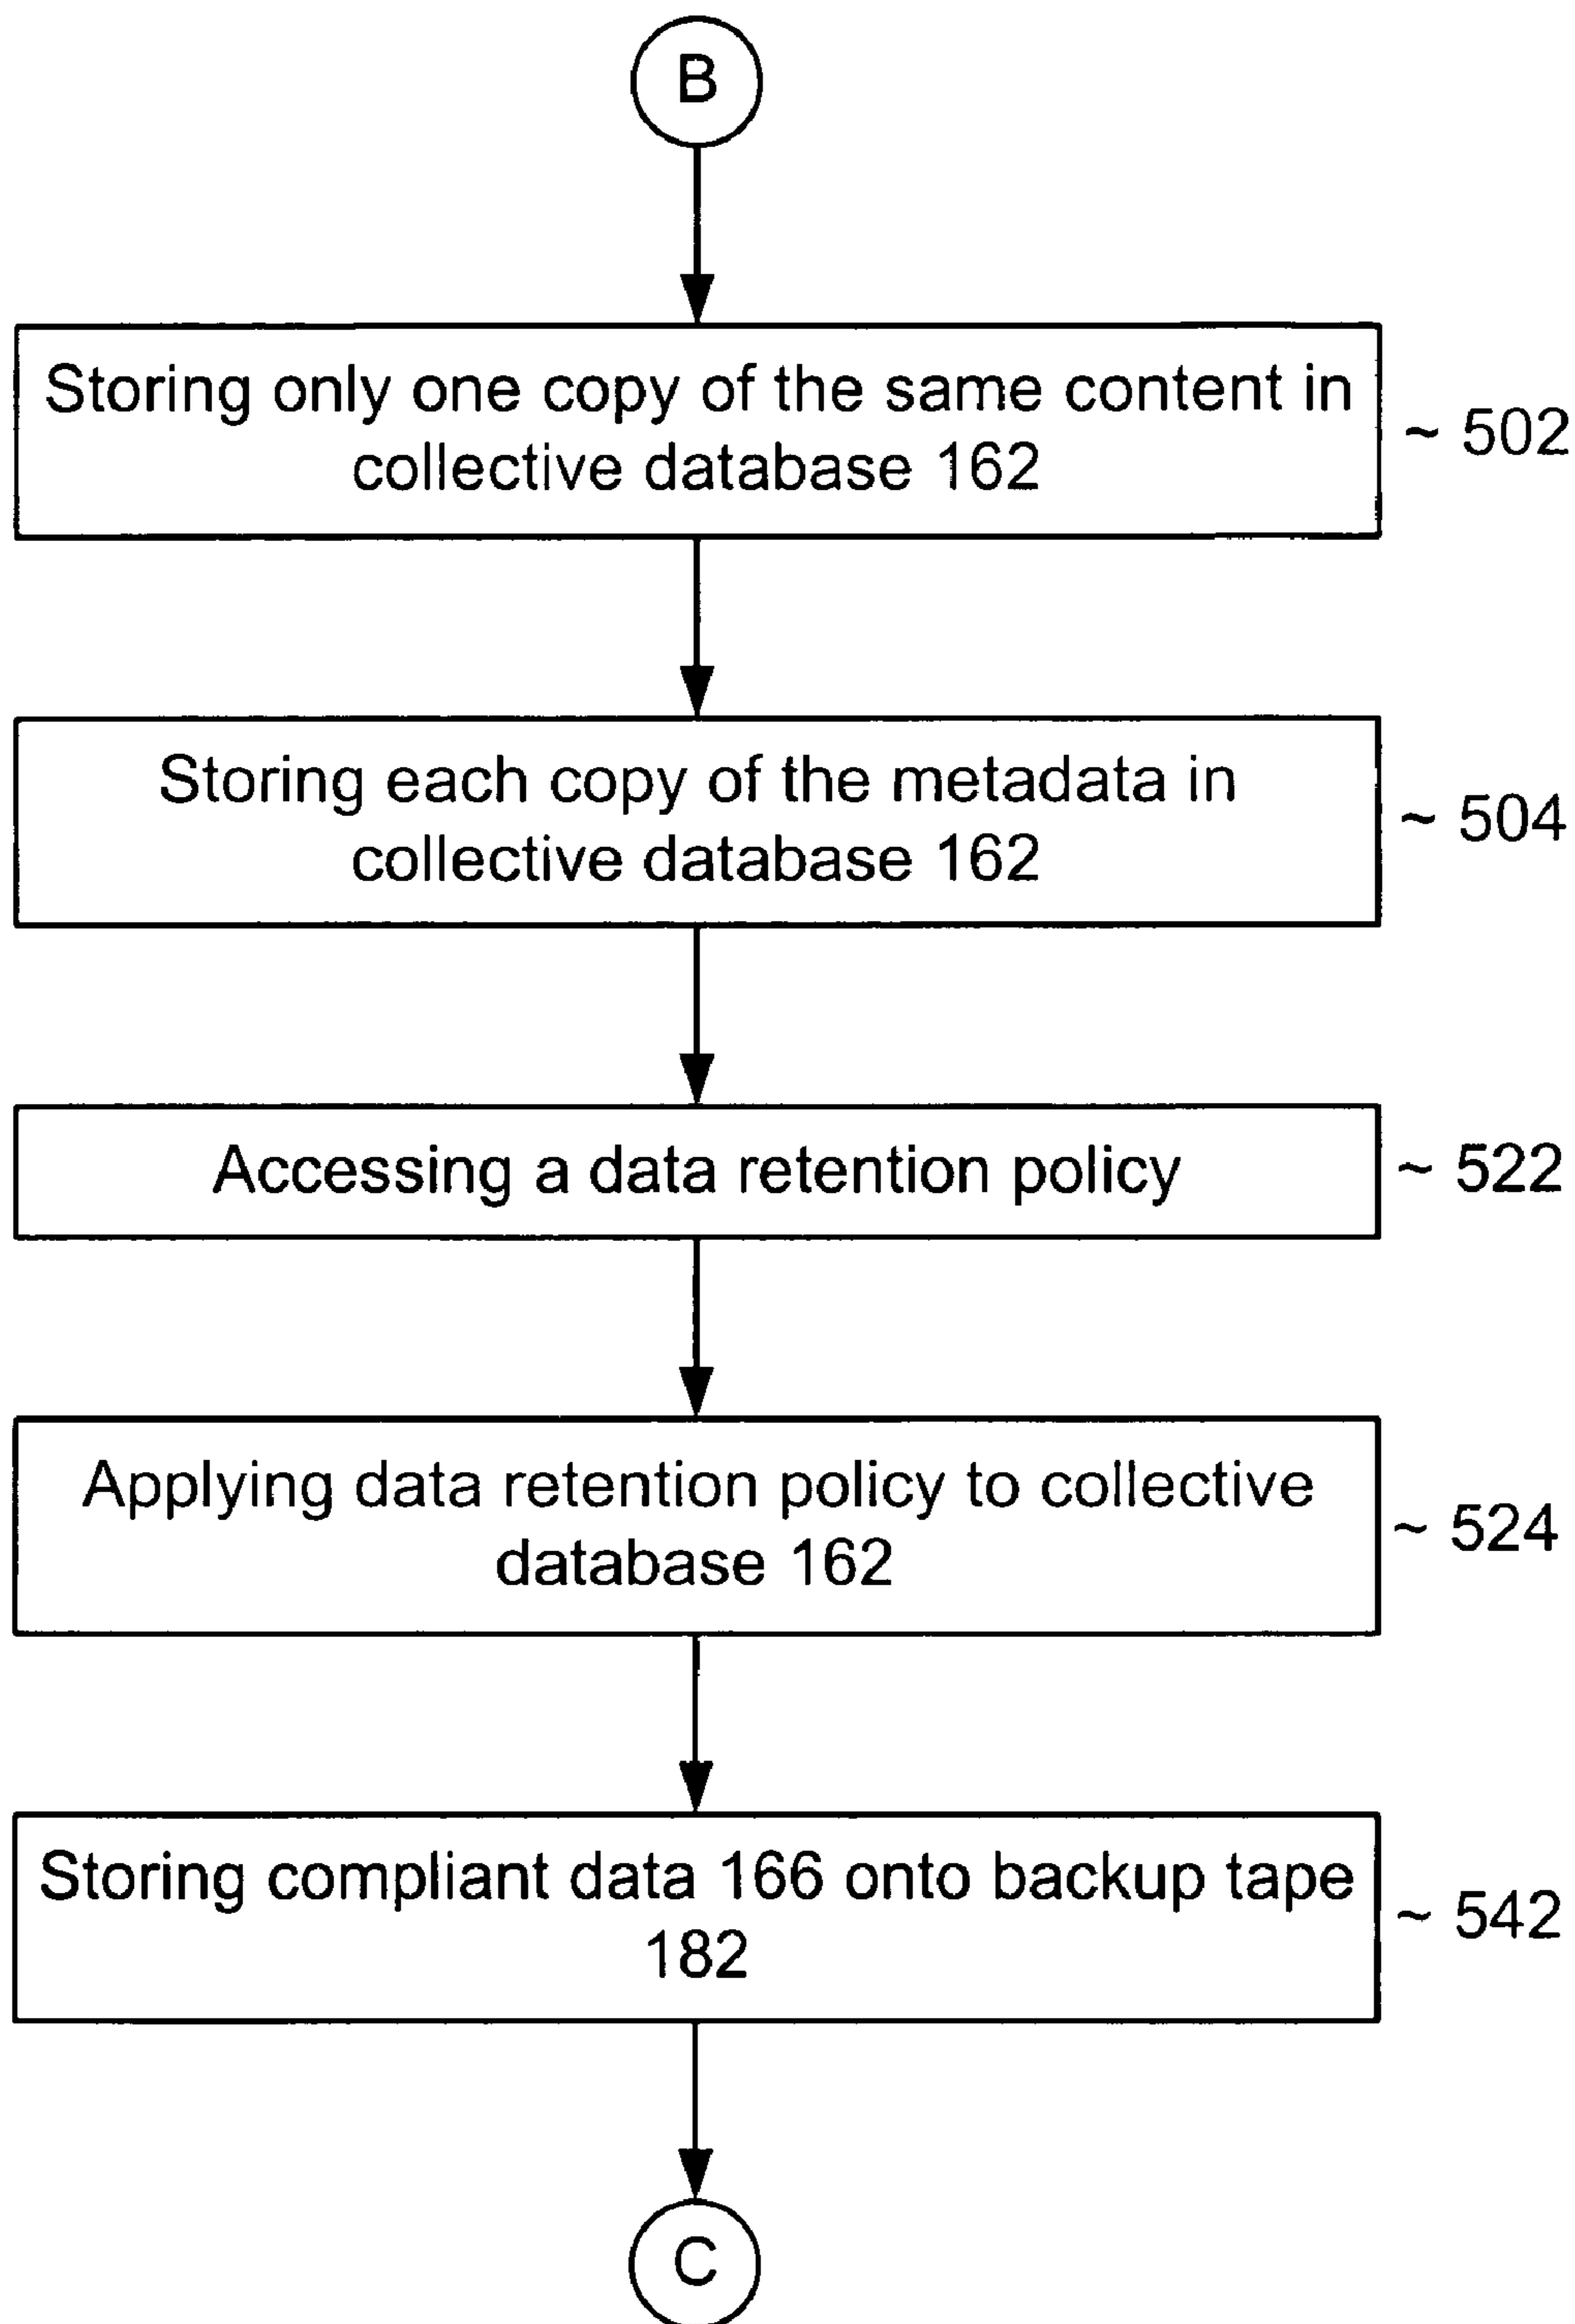 B
Storing only one copy of the same content in
collective database 162
~ 502
Storing each copy of the metadata in
collective database 162
~ 504
Accessing a data retention policy
~ 522
Applying data retention policy to collective
database 162
~ 524
Storing compliant data 166 onto backup tape
182
~ 542
C